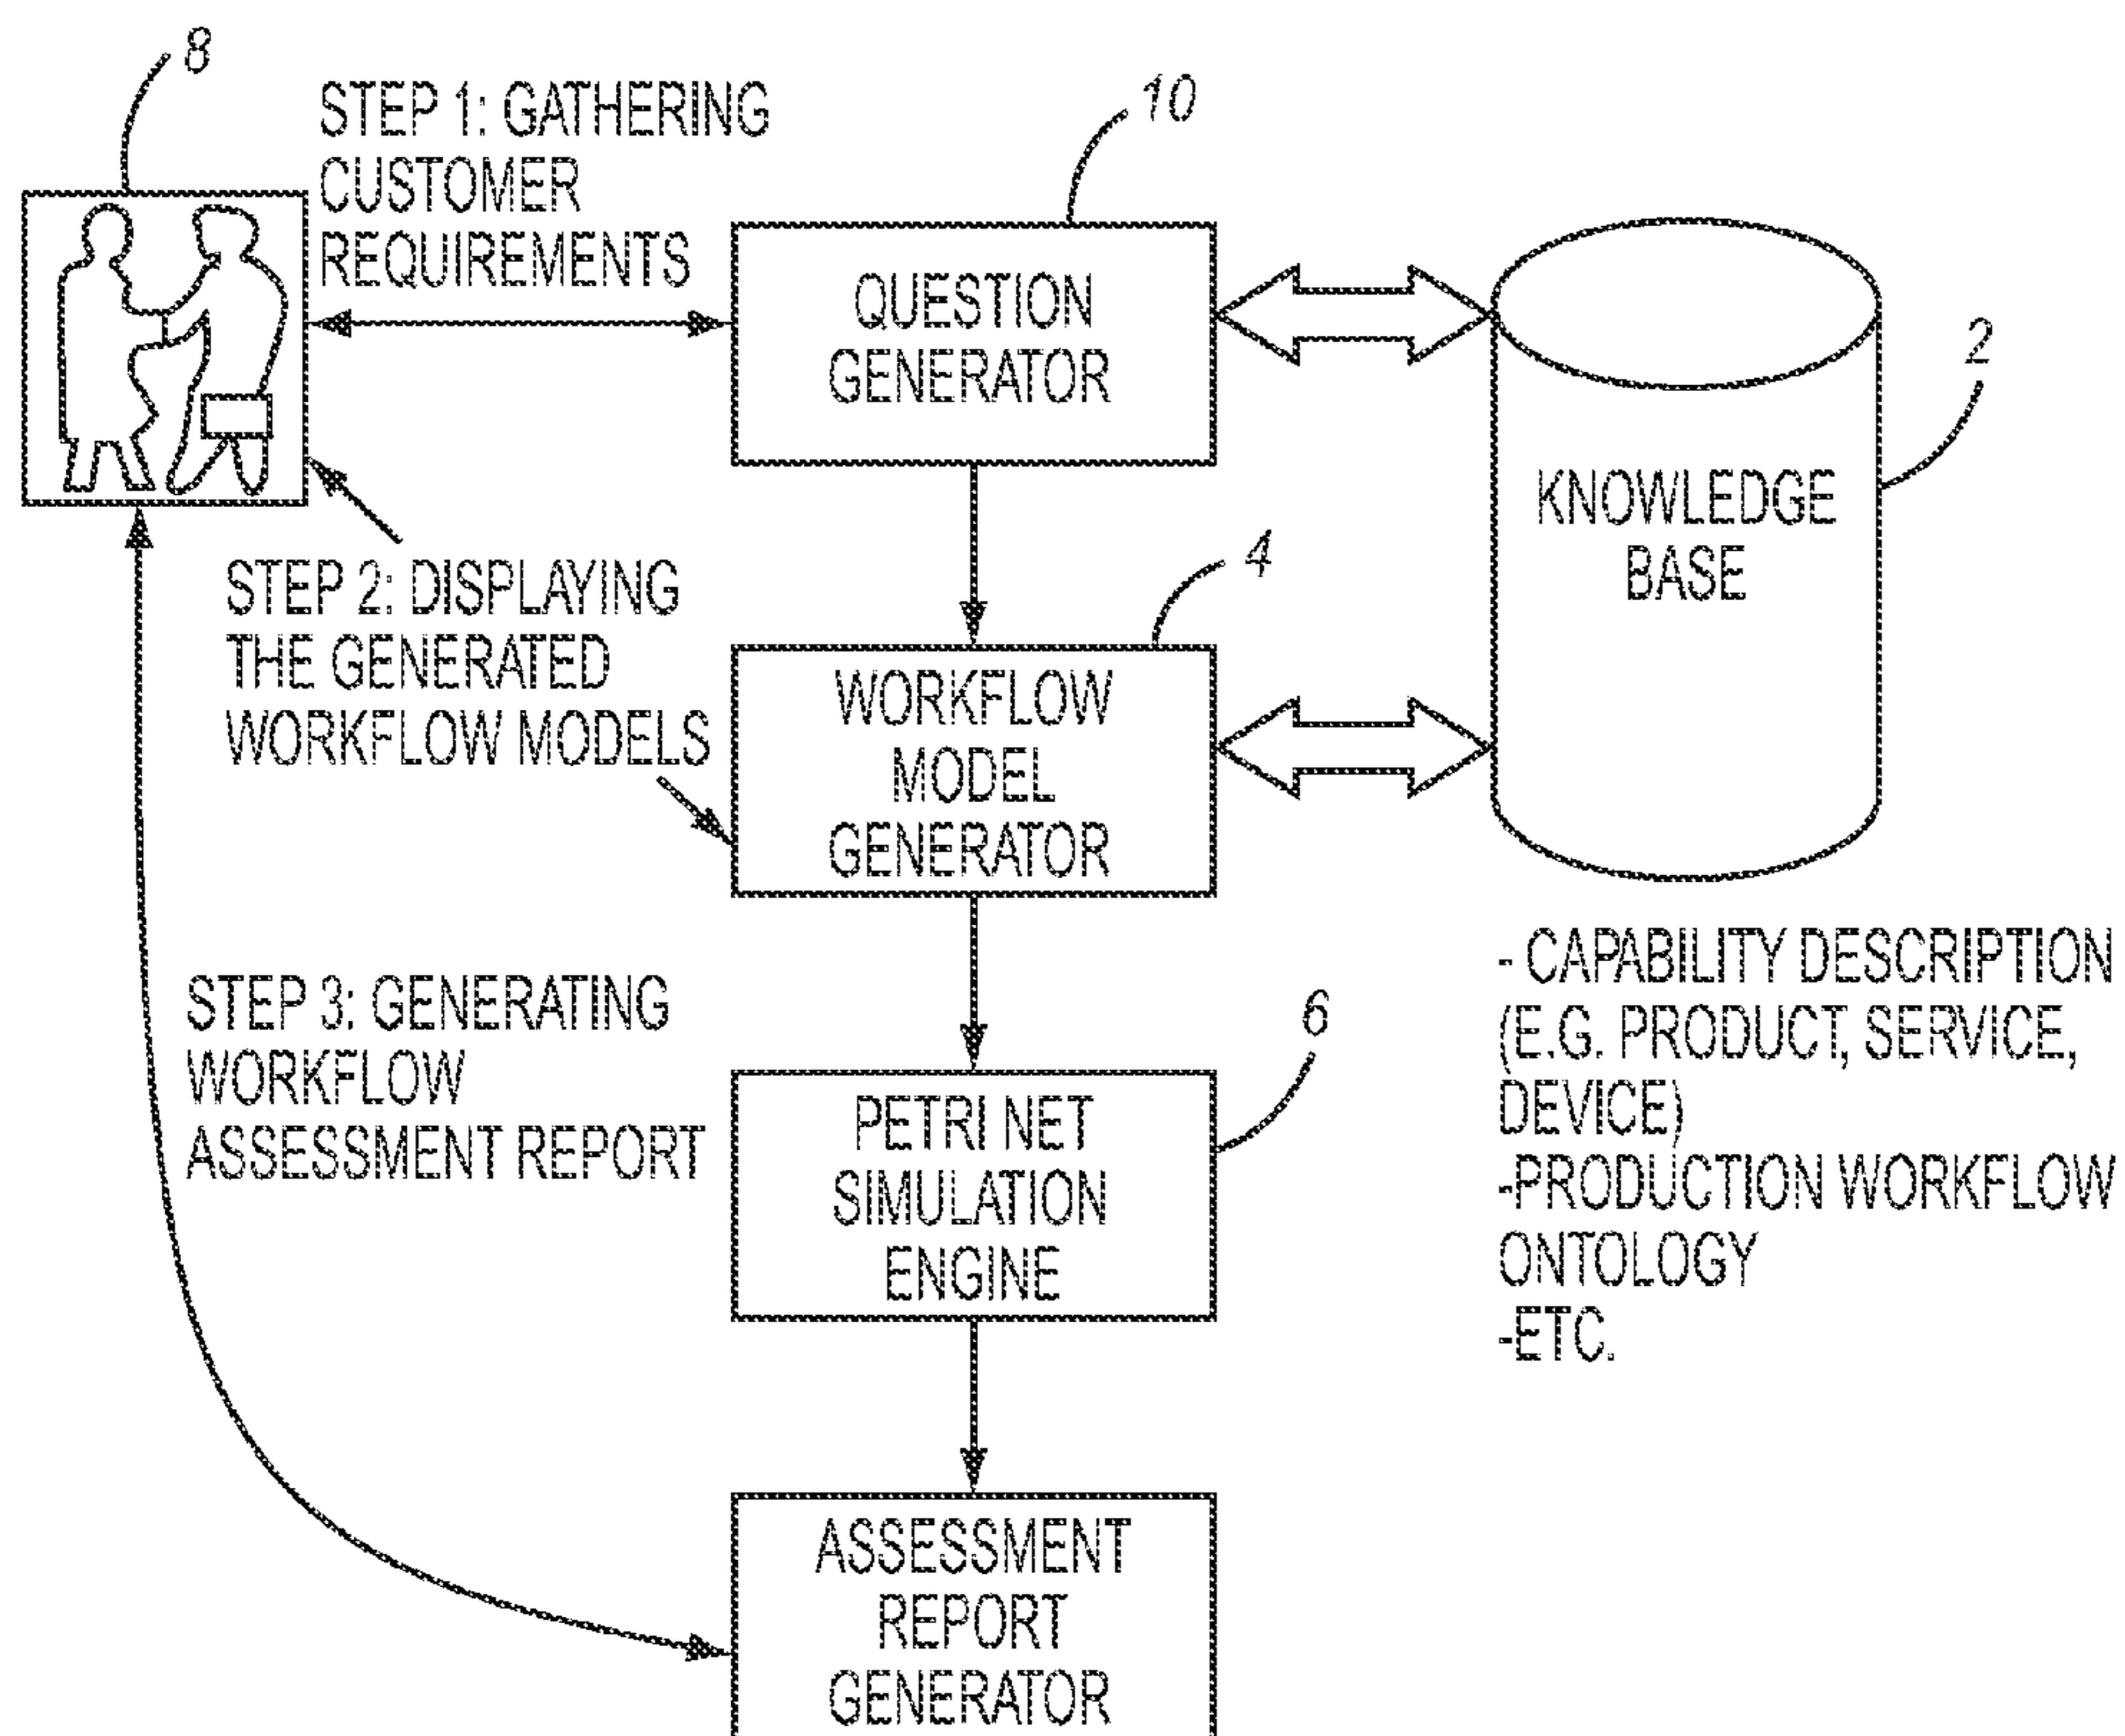 8
STEP 1: GATHERING
CUSTOMER
REQUIREMENTS
10
QUESTION
GENERATOR
2
KNOWLEDGE
BASE
STEP 2: DISPLAYING
THE GENERATED
WORKFLOW MODELS
4
WORKFLOW
MODEL
GENERATOR
- CAPABILITY DESCRIPTION
(E.G. PRODUCT, SERVICE,
DEVICE)
-PRODUCTION WORKFLOW
ONTOLOGY
-ETC.
STEP 3: GENERATING
WORKFLOW
ASSESSMENT REPORT
6
PETRI NET
SIMULATION
ENGINE
ASSESSMENT
REPORT
GENERATOR